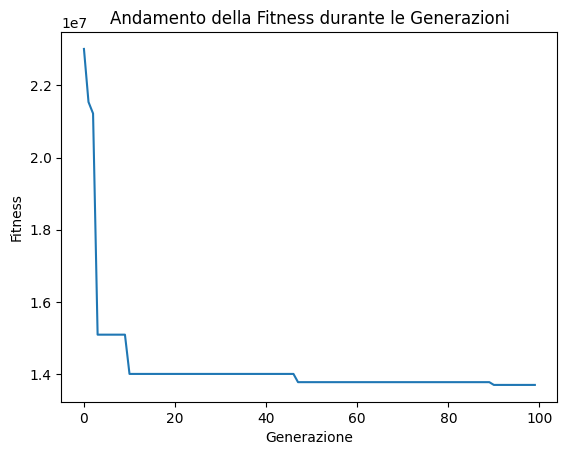 Andamento della Fitness durante le Generazioni
1e7
2.2
2.0
1.8
1.6
1.4
Fitness
0 20 40 60 80 100
Generazione